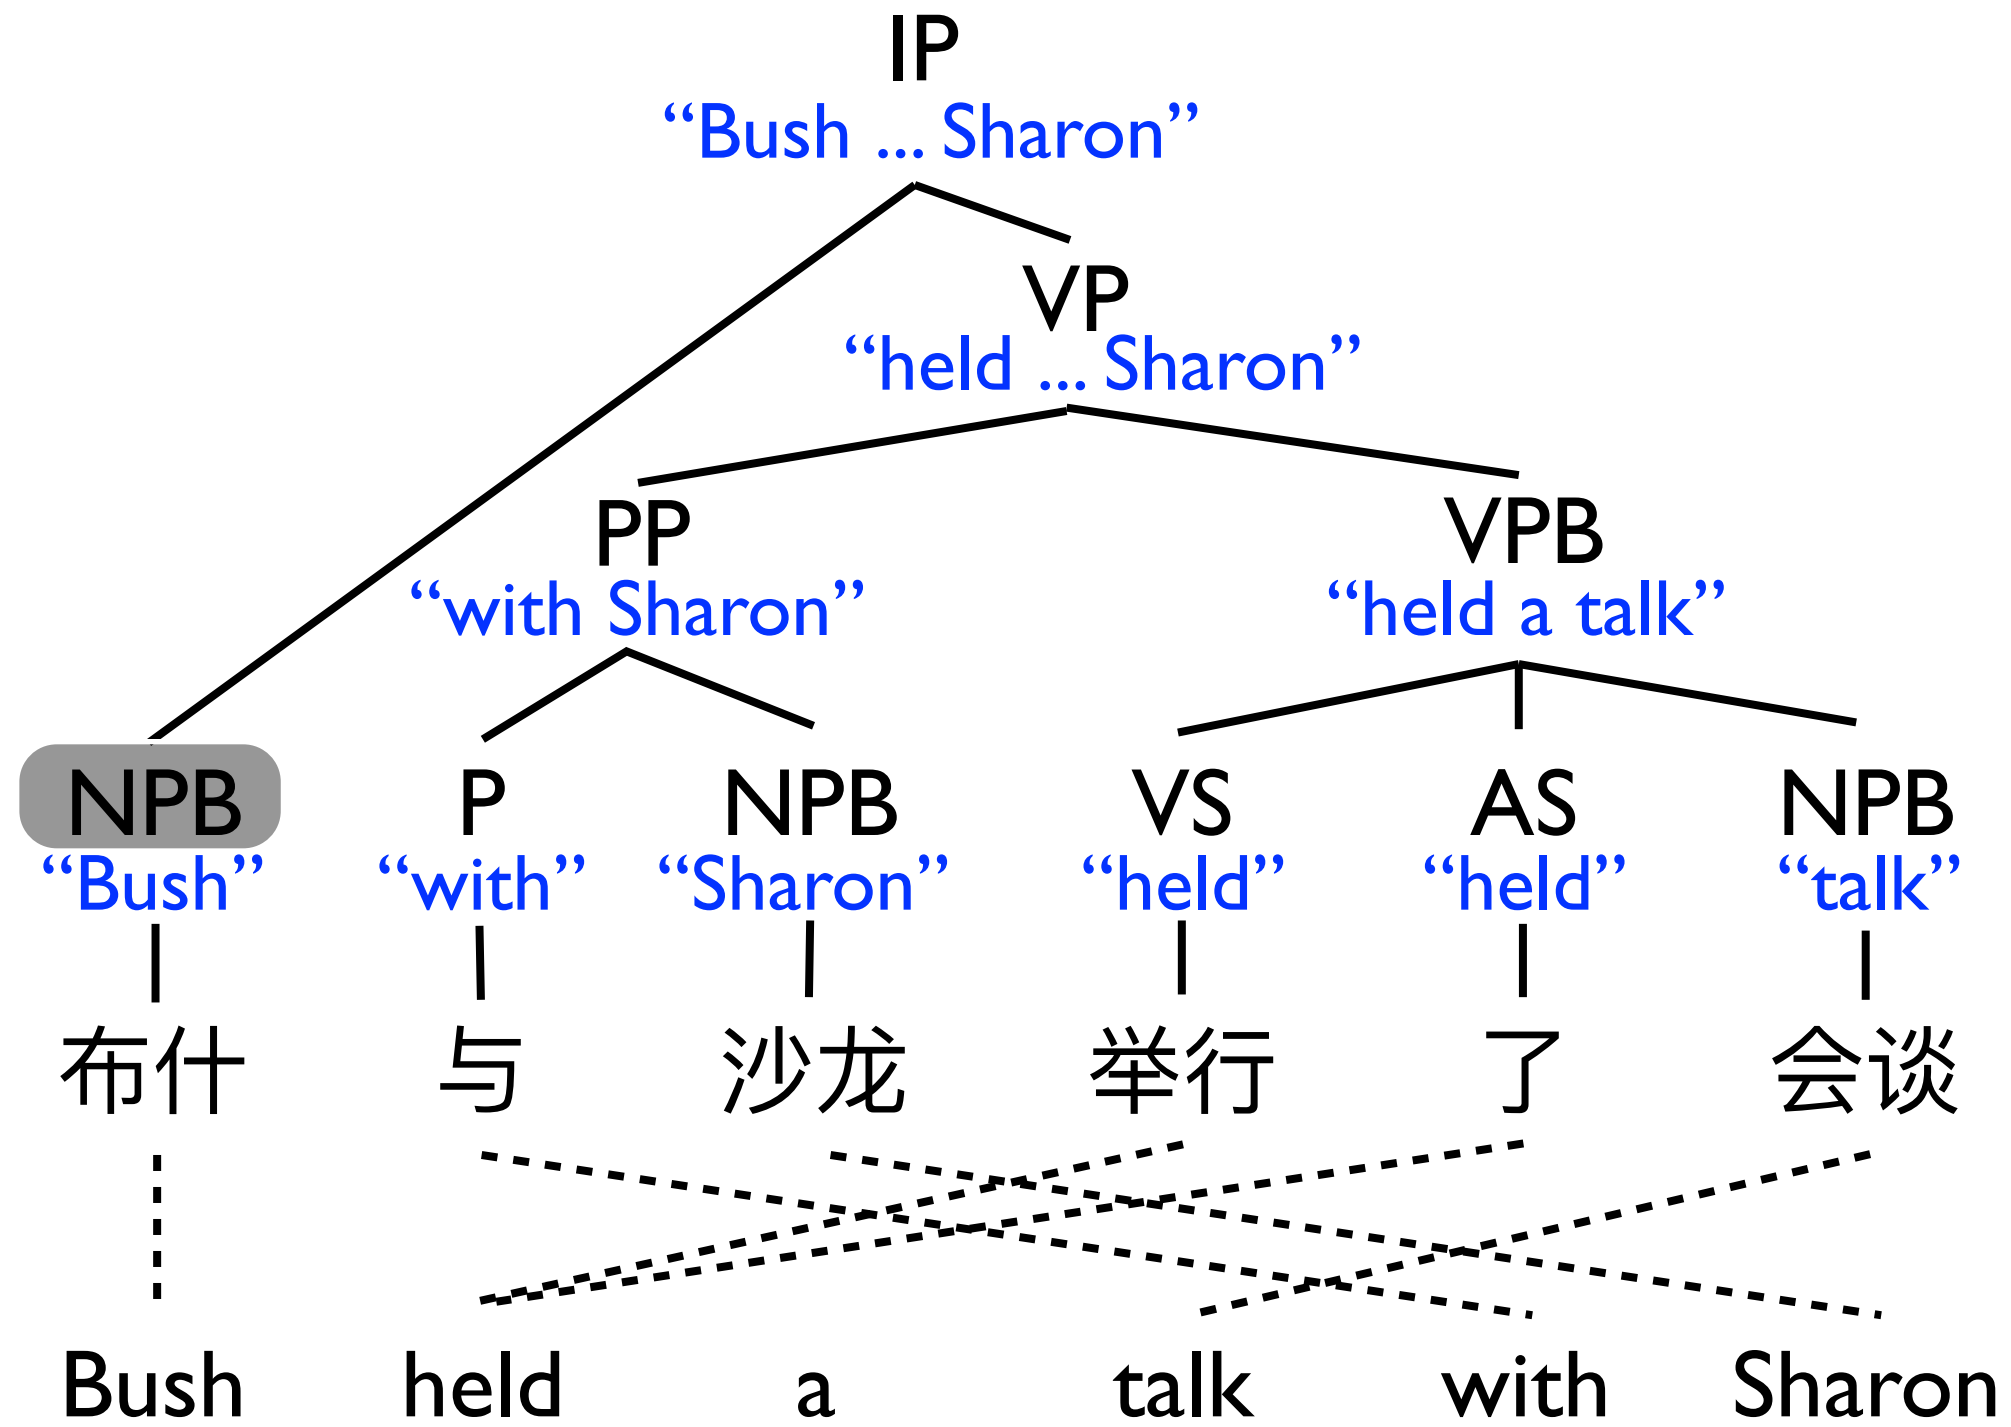 IP
“Bush ... Sharon”
VP
“held ... Sharon”
PP VPB
“with Sharon” “held a talk”
NPB P NPB VS AS NPB
“Bush” “with” “Sharon” “held” “held” “talk”
布什 与 沙龙 举行 了 会谈
Bush held a talk with Sharon